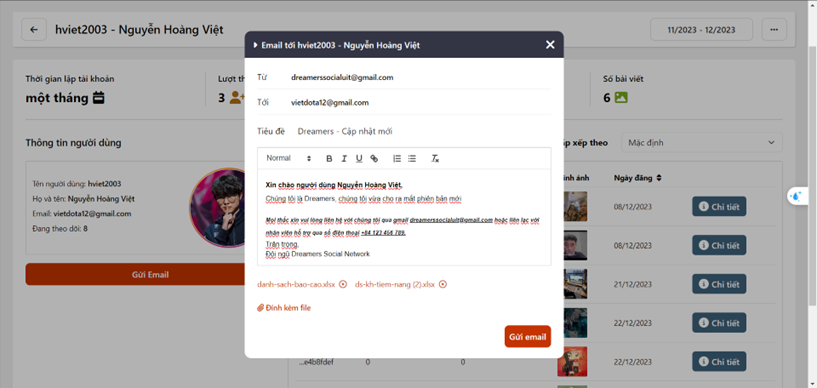 hviet2003 - Nguyễn Hoàng Việt
11/2023 - 12/2023
Thời gian lập tài khoản
một tháng
Lượt th
3
Số bài viết
6
Thông tin người dùng
ắp xếp theo
Mặc định
Tên người dùng: hviet2003
Họ và tên: Nguyễn Hoàng Việt
Email: vietdota12@gmail.com
Đang theo dõi: 8
Gửi Email
Email tới hviet2003 - Nguyễn Hoàng Việt
Từ dreamerssocialuit@gmail.com
Tới vietdota12@gmail.com
Tiêu đề Dreamers - Cập nhật mới
Normal
B I U
Xin chào người dùng Nguyễn Hoàng Việt,
Chúng tôi là Dreamers, chúng tôi vừa cho ra mắt phiên bản mới
Mọi thắc xin vui lòng liên hệ với chúng tôi qua gmail dreamerssocialuit@gmail.com hoặc liên lạc với
nhân viên hỗ trợ qua số điện thoại +84 123 456 789.
Trân trọng,
Đội ngũ Dreamers Social Network
danh-sach-bao-cao.xlsx ds-kh-tiem-nang (2).xlsx
Đính kèm file
Gửi email
ình ảnh Ngày đăng
08/12/2023 Chi tiết
08/12/2023 Chi tiết
21/12/2023 Chi tiết
22/12/2023 Chi tiết
...e4b8fdef 0 0 22/12/2023 Chi tiết